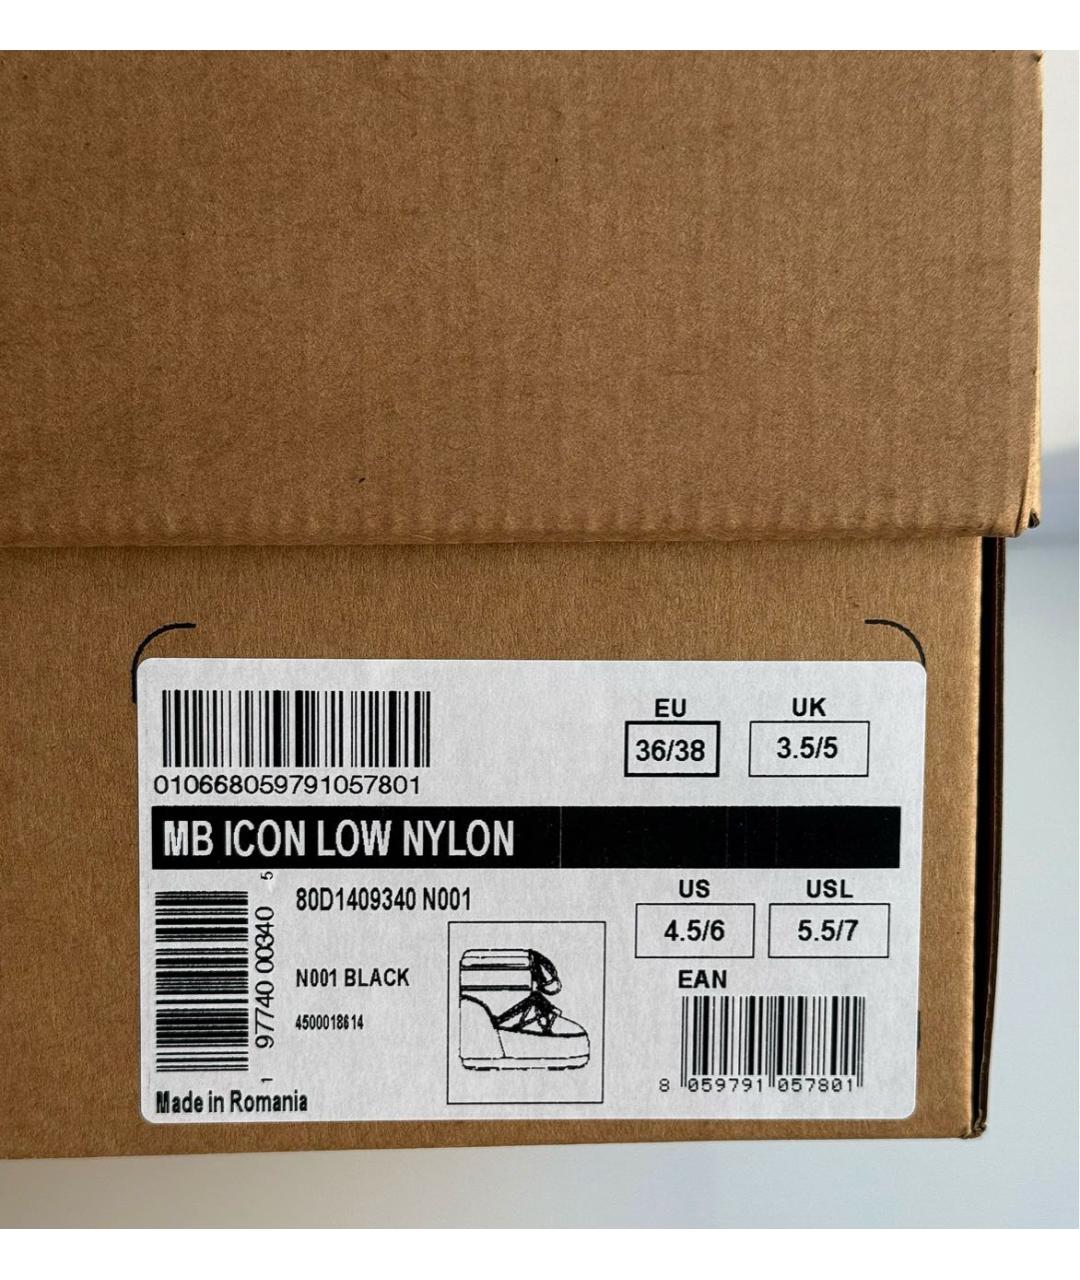 010668059791057801
EU
36/38
UK
3.5/5
MB ICON LOW NYLON
80D1409340 N001
N001 BLACK
4500018614
1 97740 00340 5
Made in Romania
US
4.5/6
USL
5.5/7
EAN
8 059791 057801